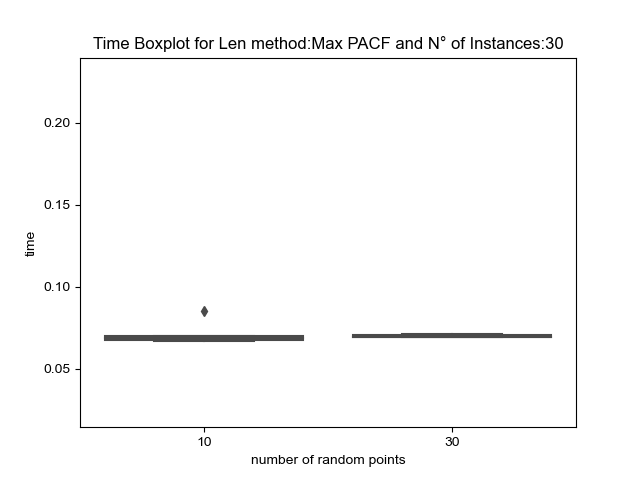 Time Boxplot for Len method:Max PACF and N° of Instances:30
0.20
0.15
time
0.10
0.05
10
30
number of random points